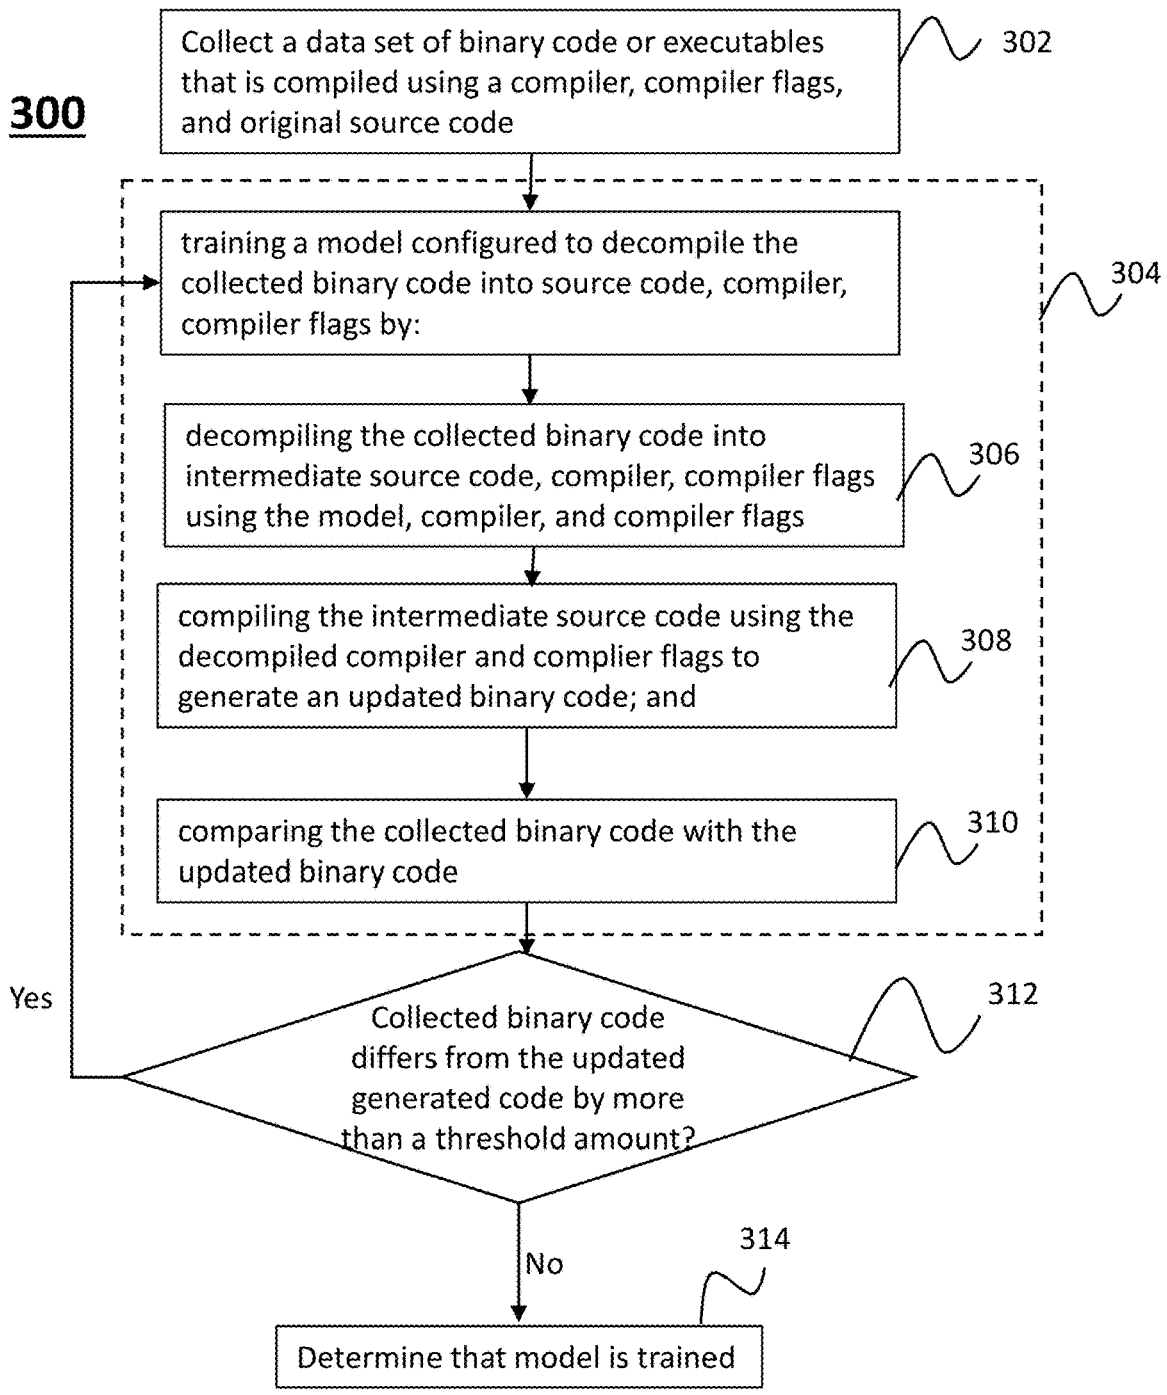 Collect a data set of binary code or executables
that is compiled using a compiler, compiler flags,
and original source code
302
300
training a model configured to decompile the
collected binary code into source code, compiler,
compiler flags by:
304
decompiling the collected binary code into
intermediate source code, compiler, compiler flags
using the model, compiler, and compiler flags
306
compiling the intermediate source code using the
decompiled compiler and complier flags to
generate an updated binary code; and
308
comparing the collected binary code with the
updated binary code
310
Yes
Collected binary code
differs from the updated
generated code by more
than a threshold amount?
312
No
314
Determine that model is trained